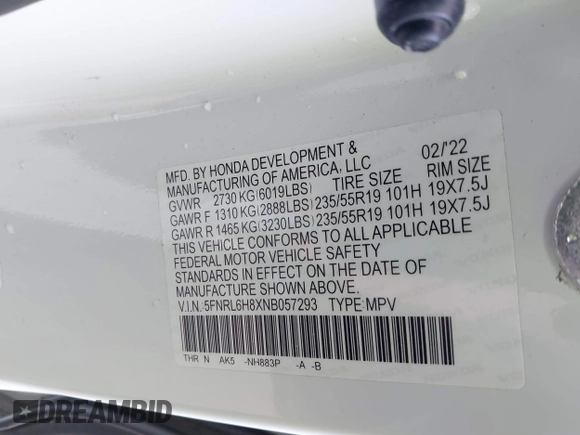 MFD. BY HONDA DEVELOPMENT &
MANUFACTURING OF AMERICA, LLC 02/'22
GVWR 2730 KG(6019LBS) TIRE SIZE RIM SIZE
GAWR F 1310 KG(2888LBS) 235/55R19 101H 19X7.5J
GAWR R 1465 KG(3230LBS) 235/55R19 101H 19X7.5J
THIS VEHICLE CONFORMS TO ALL APPLICABLE
FEDERAL MOTOR VEHICLE SAFETY
STANDARDS IN EFFECT ON THE DATE OF
MANUFACTURE SHOWN ABOVE.
V.I.N. 5FNRL6H8XNB057293 TYPE: MPV
THR N AK5 -NH883P -A -B
DREAMBID